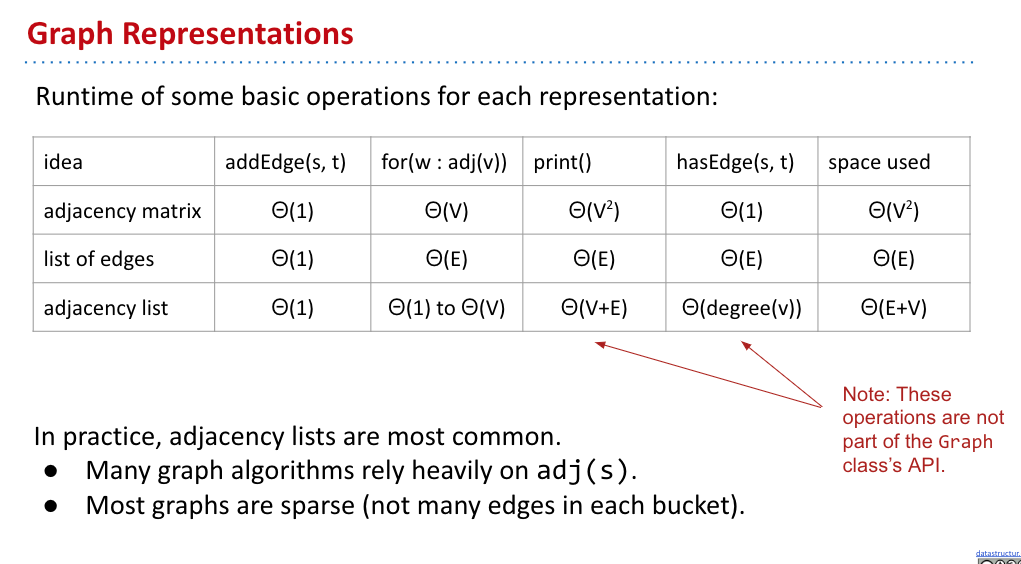 Graph Representations
Runtime of some basic operations for each representation:
idea addEdge(s, t) for(w : adj(v)) print() hasEdge(s, t) space used
adjacency matrix Θ(1) Θ(V) Θ(V²) Θ(1) Θ(V²)
list of edges Θ(1) Θ(E) Θ(E) Θ(E) Θ(E)
adjacency list Θ(1) Θ(1) to Θ(V) Θ(V+E) Θ(degree(v)) Θ(E+V)
Note: These
operations are not
part of the Graph
class’s API.
In practice, adjacency lists are most common.
● Many graph algorithms rely heavily on adj(s).
● Most graphs are sparse (not many edges in each bucket).
datastructur.